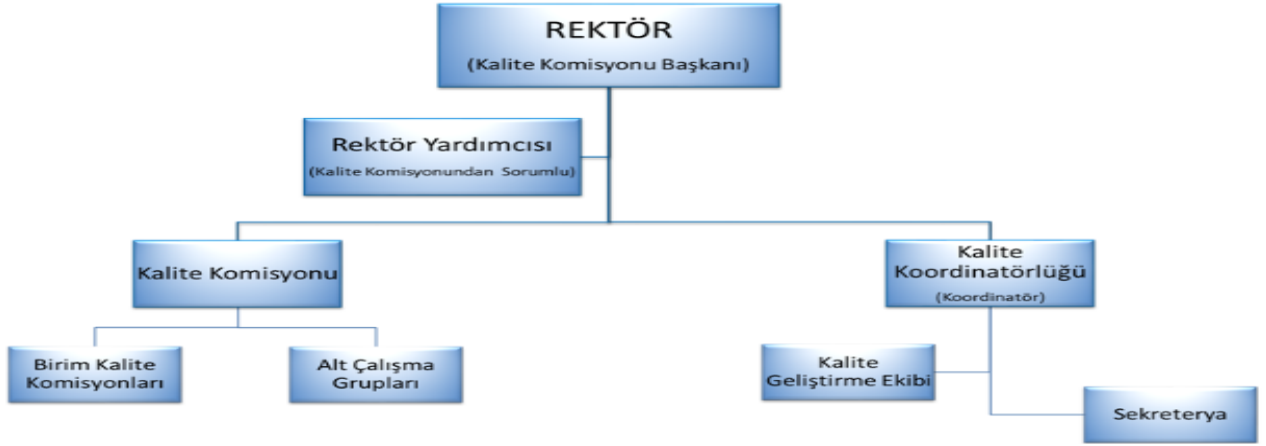 REKTÖR
(Kalite Komisyonu Başkanı)
Rektör Yardımcısı
(Kalite Komisyonundan Sorumlu)
Kalite Komisyonu
Kalite
Koordinatörlüğü
(Koordinatör)
Birim Kalite
Komisyonları
Alt Çalışma
Grupları
Kalite
Geliştirme Ekibi
Sekreterya